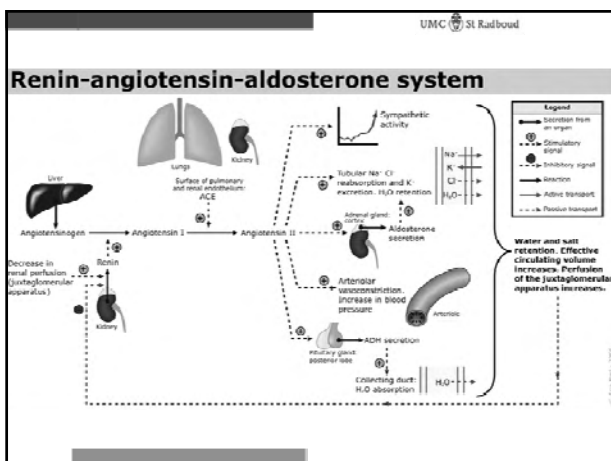 UMC St Radboud
Renin-angiotensin-aldosterone system
Legend
Secretion from
an organ
Stimulatory
signal
Inhibitory signal
Reaction
Active transport
Passive transport
Lungs
Kidney
Surface of pulmonary
and renal endothelium:
ACE
Liver
Angiotensinogen
Angiotensin I
Angiotensin II
Renin
Decrease in
renal perfusion
(juxtaglomerular
apparatus)
Kidney
Sympathetic
activity
Tubular Na⁺ Cl⁻
reabsorption and K⁺
excretion. H₂O retention
Na⁺
K⁺
Cl⁻
H₂O
Adrenal gland:
cortex
Aldosterone
secretion
Kidney
Arteriolar
vasoconstriction.
Increase in blood
pressure
Arteriole
ADH secretion
Pituitary gland:
posterior lobe
Collecting duct:
H₂O absorption
H₂O
Water and salt
retention. Effective
circulating volume
increases. Perfusion
of the juxtaglomerular
apparatus increases.